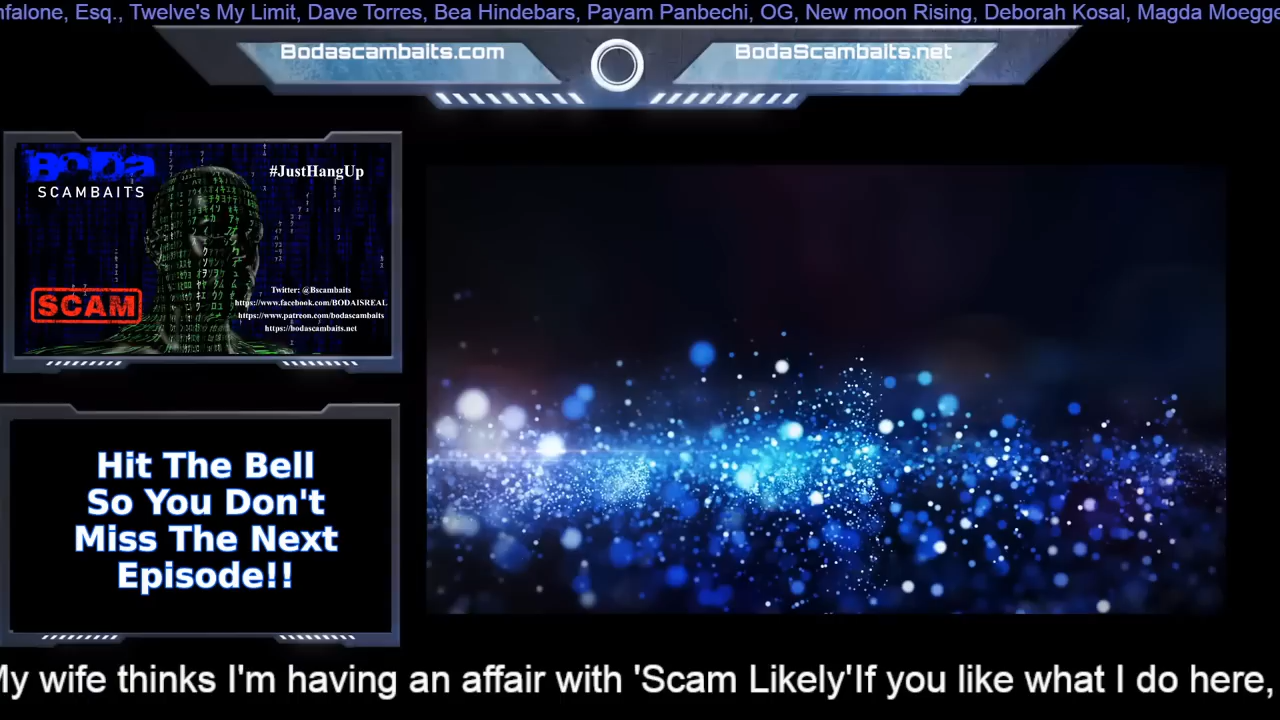 nfalone, Esq., Twelve's My Limit, Dave Torres, Bea Hindebars, Payam Panbechi, OG, New moon Rising, Deborah Kosal, Magda Moegge
Bodascambaits.com
BodaScambaits.net
BoDa
SCAMBAITS
#JustHangUp
SCAM
Twitter: @Bscambaits
https://www.facebook.com/BODAISREAL
https://www.patreon.com/bodascambaits
https://bodascambaits.net
Hit The Bell
So You Don't
Miss The Next
Episode!!
My wife thinks I'm having an affair with 'Scam Likely'If you like what I do here,